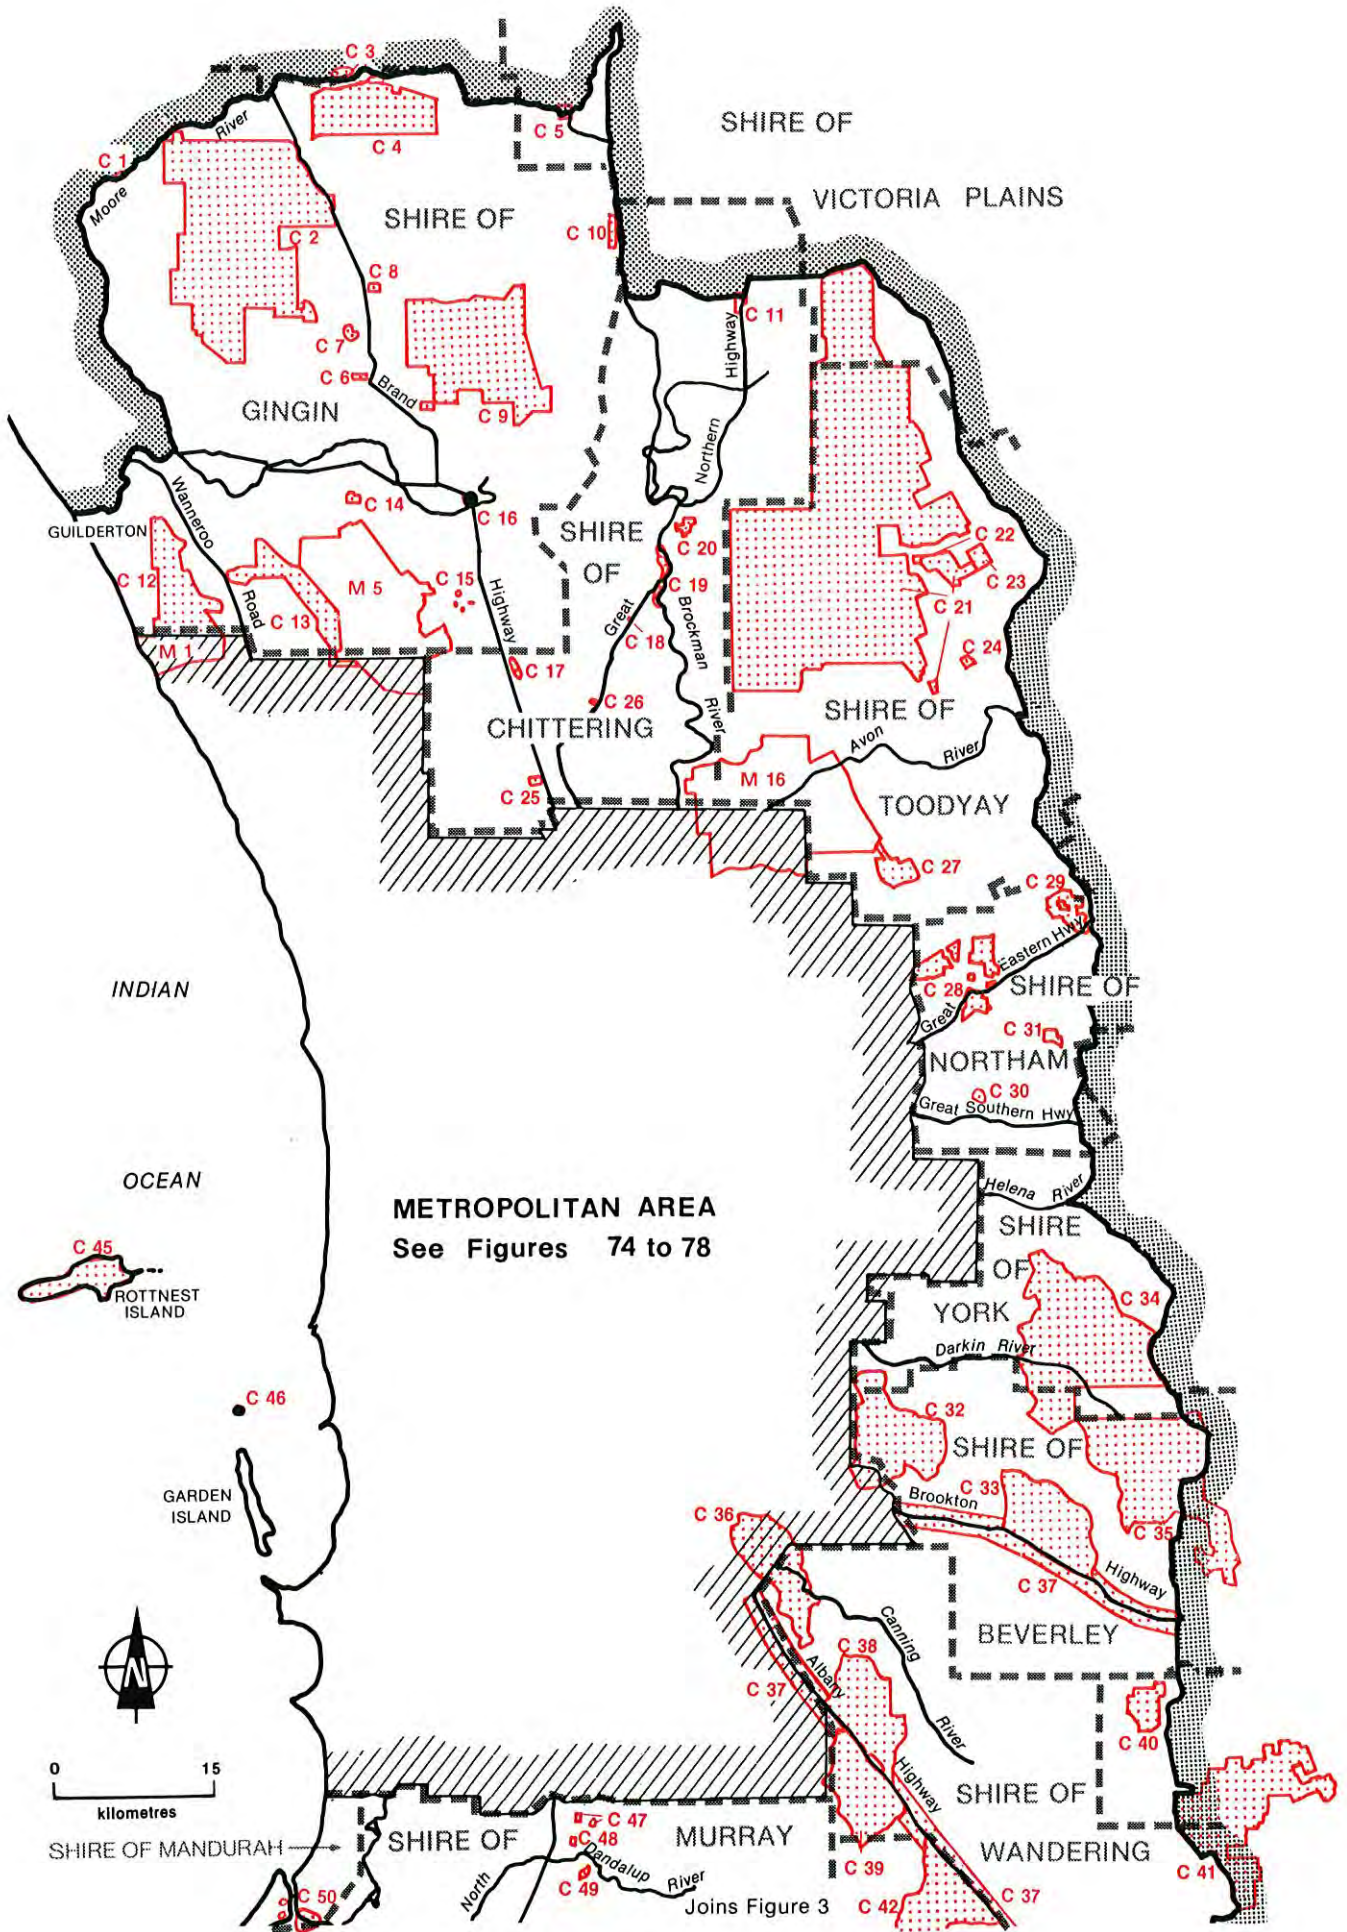 C 3
SHIRE OF
River
C 5
C 4
C 1
VICTORIA PLAINS
Moore
SHIRE OF
C 10
C 2
C 8
C 11
Highway
C 7
C 6
Brand
GINGIN
C 9
Northern
Wanneroo
C 14
C 16
GUILDERTON
SHIRE
OF
C 20
C 22
C 12
M 5
C 15
C 19
C 23
Highway
Road
C 13
Great
C 18
Brockman
C 21
M 1
C 17
C 24
C 26
CHITTERING
River
SHIRE OF
Avon
River
M 16
C 25
TOODYAY
C 27
C 29
Eastern Hwy
INDIAN
C 28
SHIRE OF
Great
C 31
NORTHAM
C 30
Great Southern Hwy
OCEAN
Helena River
METROPOLITAN AREA
See Figures 74 to 78
SHIRE
OF
C 45
ROTTNEST
ISLAND
C 34
YORK
Darkin River
C 46
C 32
SHIRE OF
GARDEN
ISLAND
C 33
Brookton
C 36
C 35
Highway
C 37
Canning
BEVERLEY
N
C 38
Albany
C 37
River
C 40
0 15
kilometres
Highway
SHIRE OF
C 47
SHIRE OF MANDURAH
SHIRE OF
C 48
MURRAY
WANDERING
Dandalup
C 39
C 41
North
C 49
River
C 50
Joins Figure 3
C 42
C 37